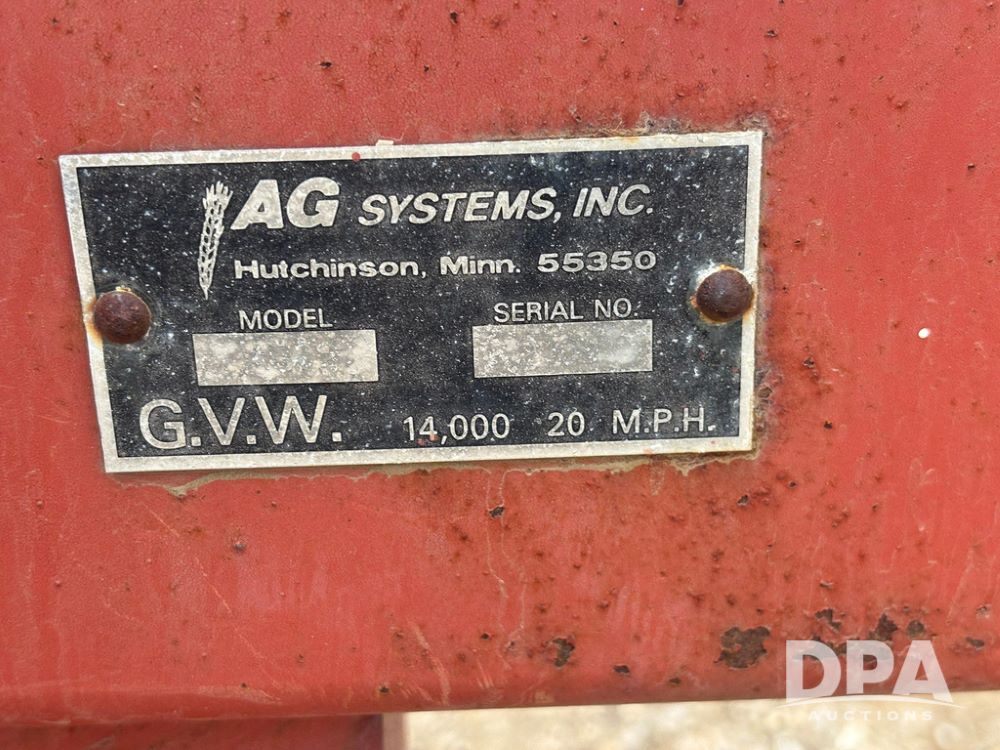 AG SYSTEMS, INC.
Hutchinson, Minn. 55350
MODEL SERIAL NO.
G.V.W. 14,000 20 M.P.H.
DPA
AUCTIONS